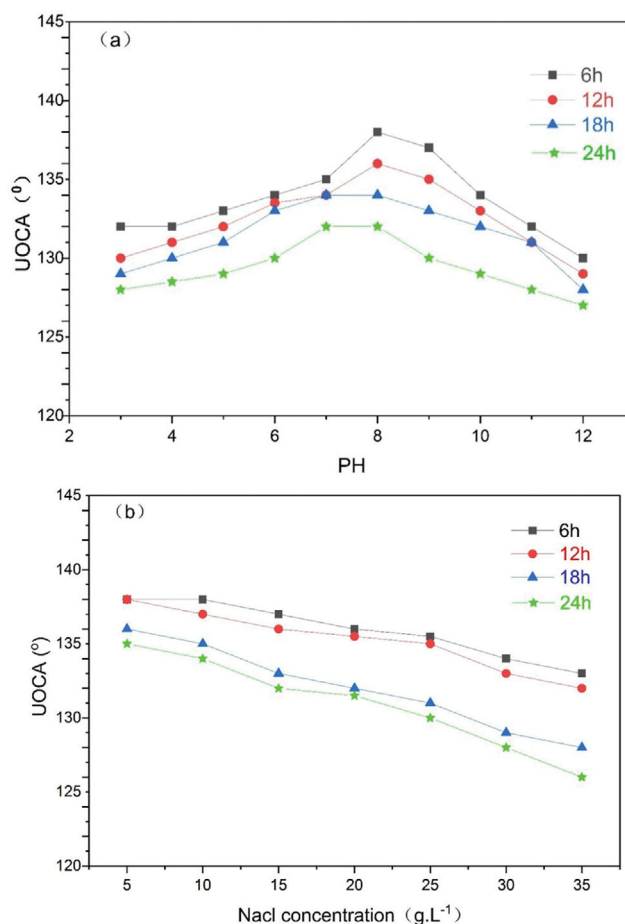 (a)
145
140
135
130
125
120
UOCA (⁰)
6h
12h
18h
24h
2 4 6 8 10 12
PH
(b)
145
140
135
130
125
120
UOCA (°)
6h
12h
18h
24h
5 10 15 20 25 30 35
Nacl concentration (g.L⁻¹)